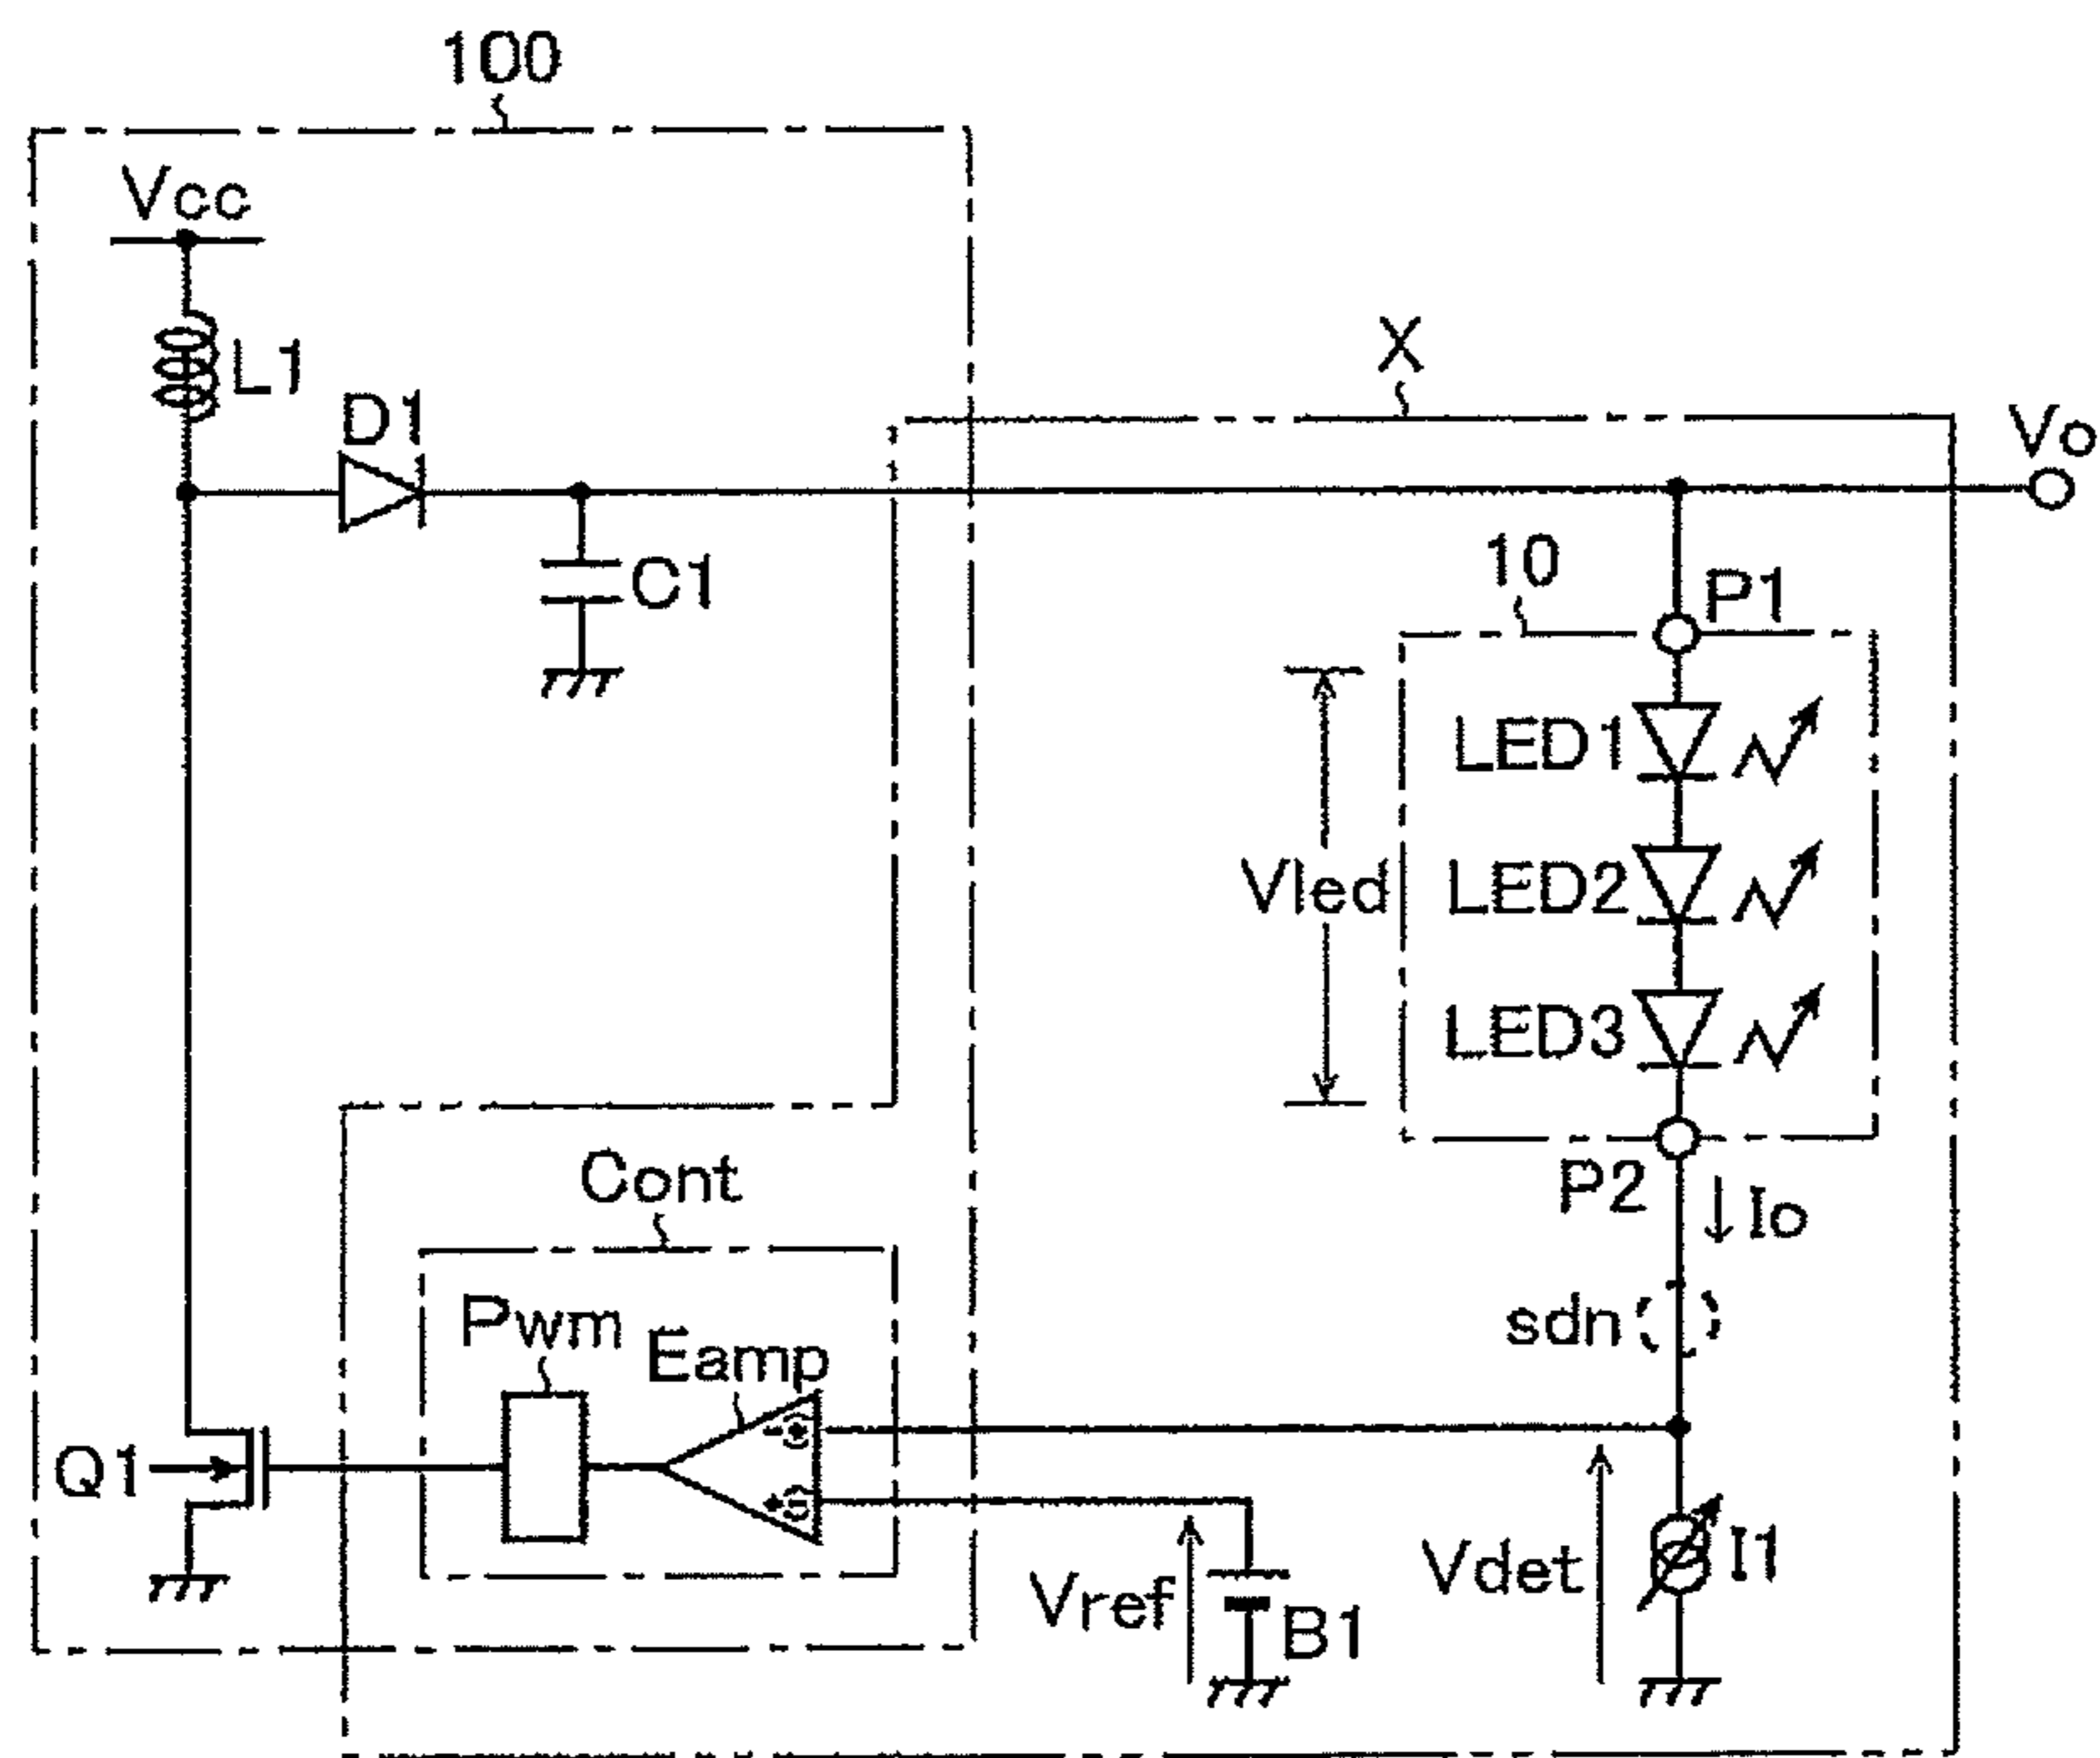 100
Vcc
L1
D1
C1
X
Vo
10
P1
LED1
Vled
LED2
LED3
P2
Io
sdn
Cont
Pwm
Eamp
- (+)
+ (-)
Q1
Vref
B1
Vdet
I1